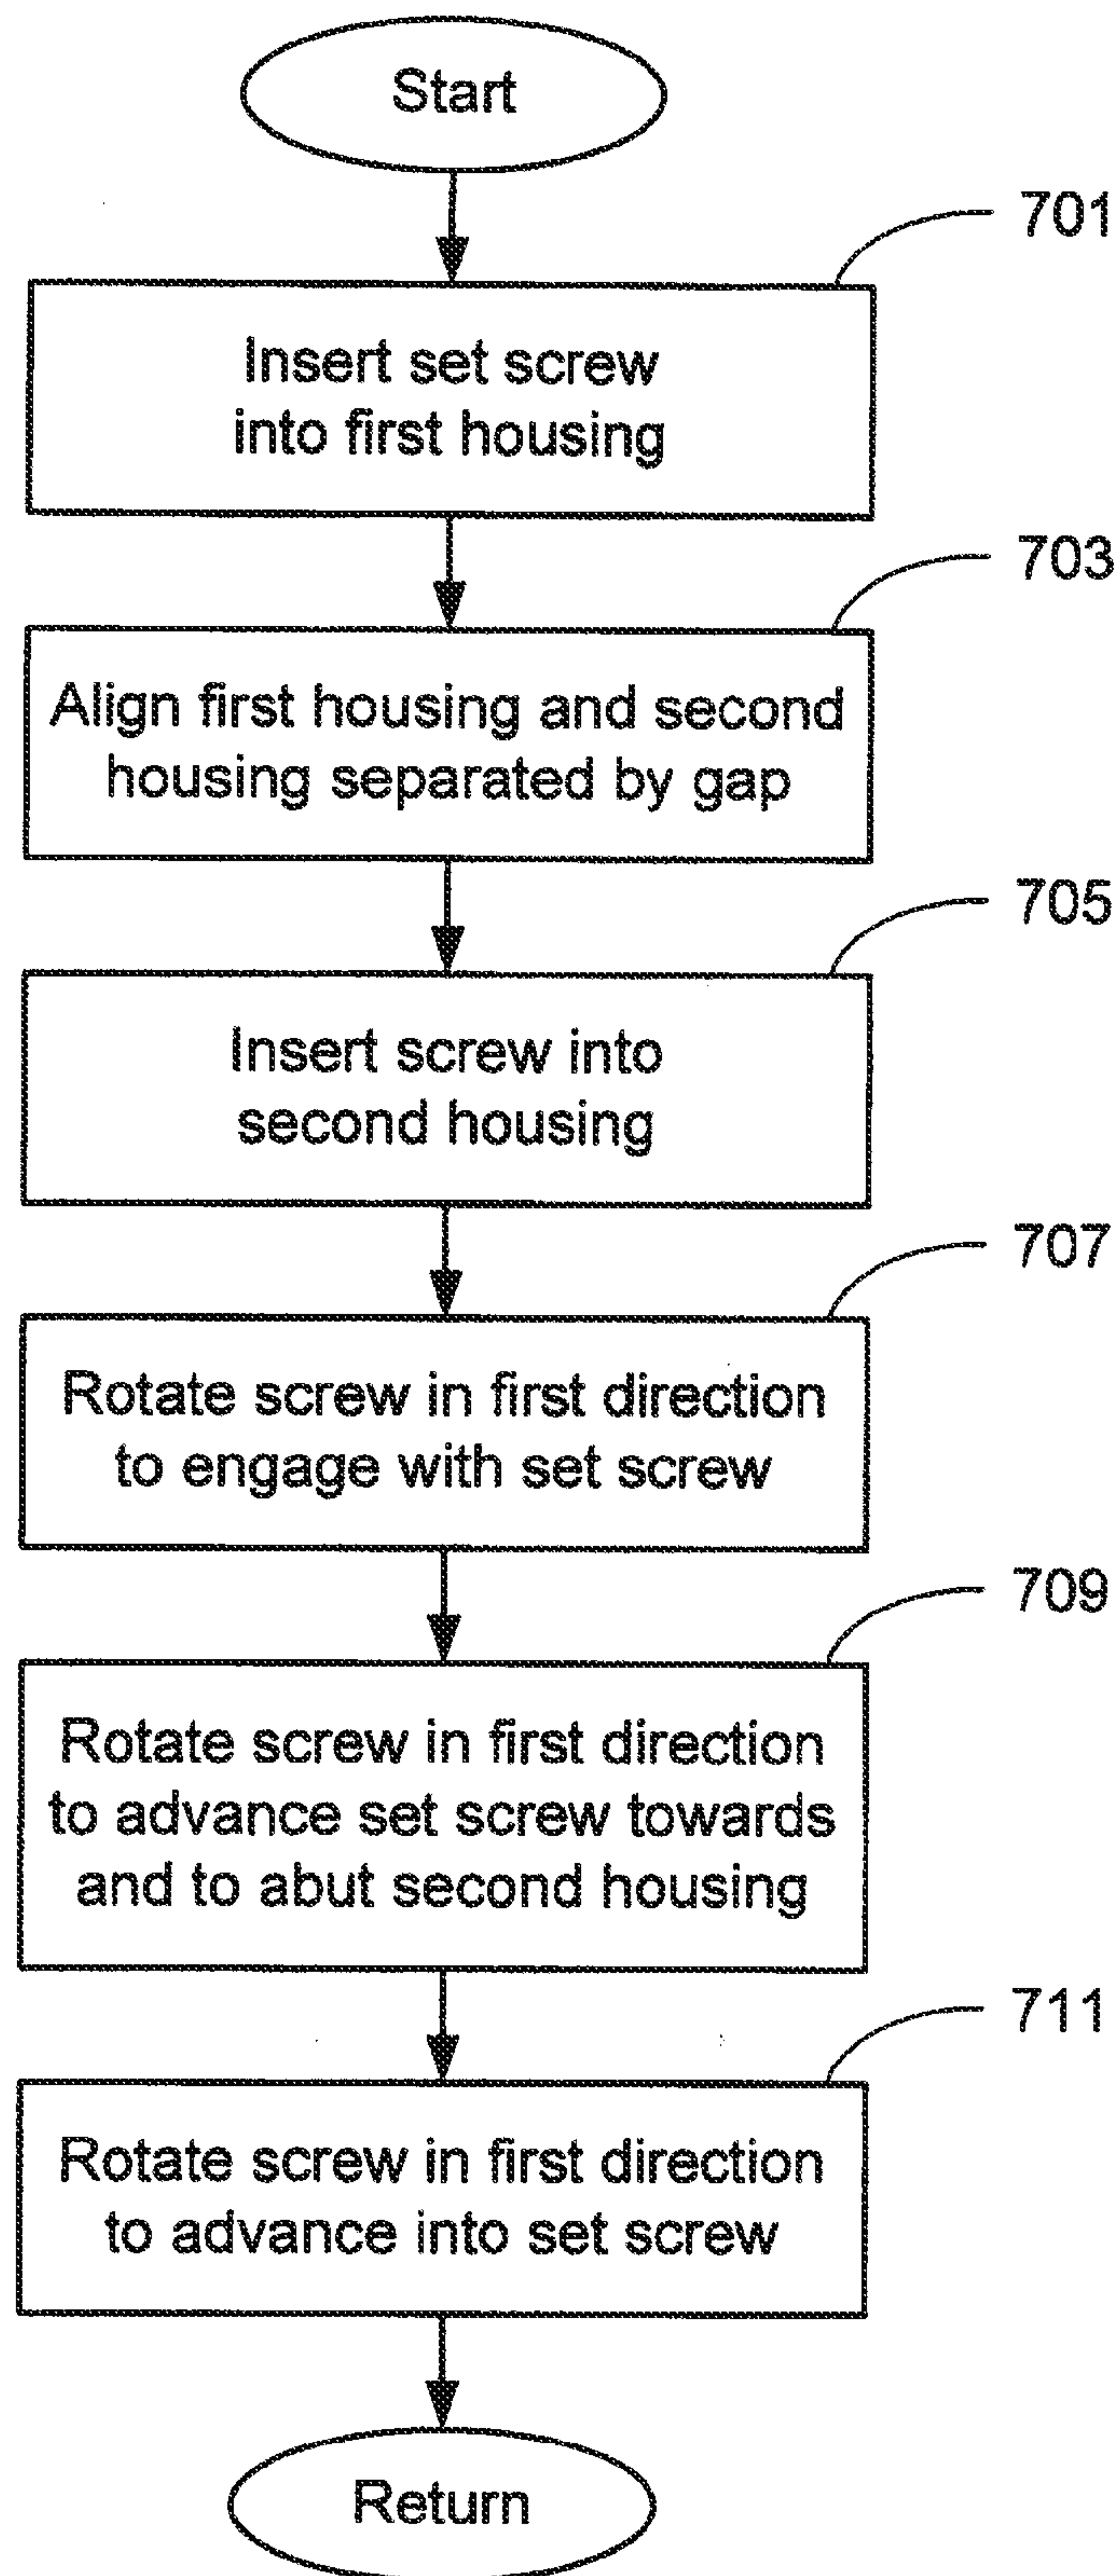 Start
701
Insert set screw
into first housing
703
Align first housing and second
housing separated by gap
705
Insert screw into
second housing
707
Rotate screw in first direction
to engage with set screw
709
Rotate screw in first direction
to advance set screw towards
and to abut second housing
711
Rotate screw in first direction
to advance into set screw
Return